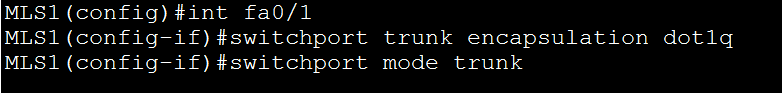 MLS1(config)#int fa0/1
MLS1(config-if)#switchport trunk encapsulation dot1q
MLS1(config-if)#switchport mode trunk